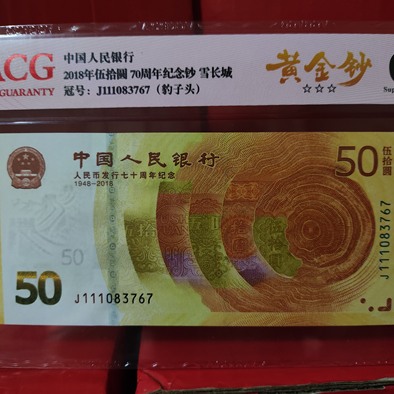 ACG
GUARANTY
中国人民银行
2018年伍拾圆 70周年纪念钞 雪长城
冠号：J111083767（豹子头）
黄金钞
☆☆☆
Sup
中国人民银行
人民币发行七十周年纪念
1948-2018
50
伍拾圆
J111083767
50
50
J111083767